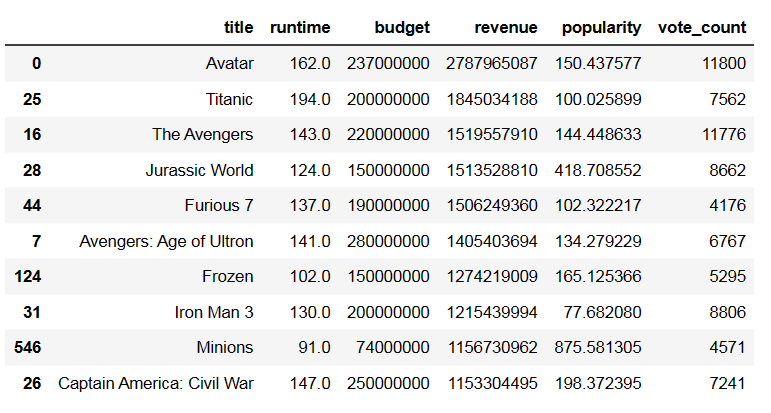 title runtime budget revenue popularity vote_count
0 Avatar 162.0 237000000 2787965087 150.437577 11800
25 Titanic 194.0 200000000 1845034188 100.025899 7562
16 The Avengers 143.0 220000000 1519557910 144.448633 11776
28 Jurassic World 124.0 150000000 1513528810 418.708552 8662
44 Furious 7 137.0 190000000 1506249360 102.322217 4176
7 Avengers: Age of Ultron 141.0 280000000 1405403694 134.279229 6767
124 Frozen 102.0 150000000 1274219009 165.125366 5295
31 Iron Man 3 130.0 200000000 1215439994 77.682080 8806
546 Minions 91.0 74000000 1156730962 875.581305 4571
26 Captain America: Civil War 147.0 250000000 1153304495 198.372395 7241